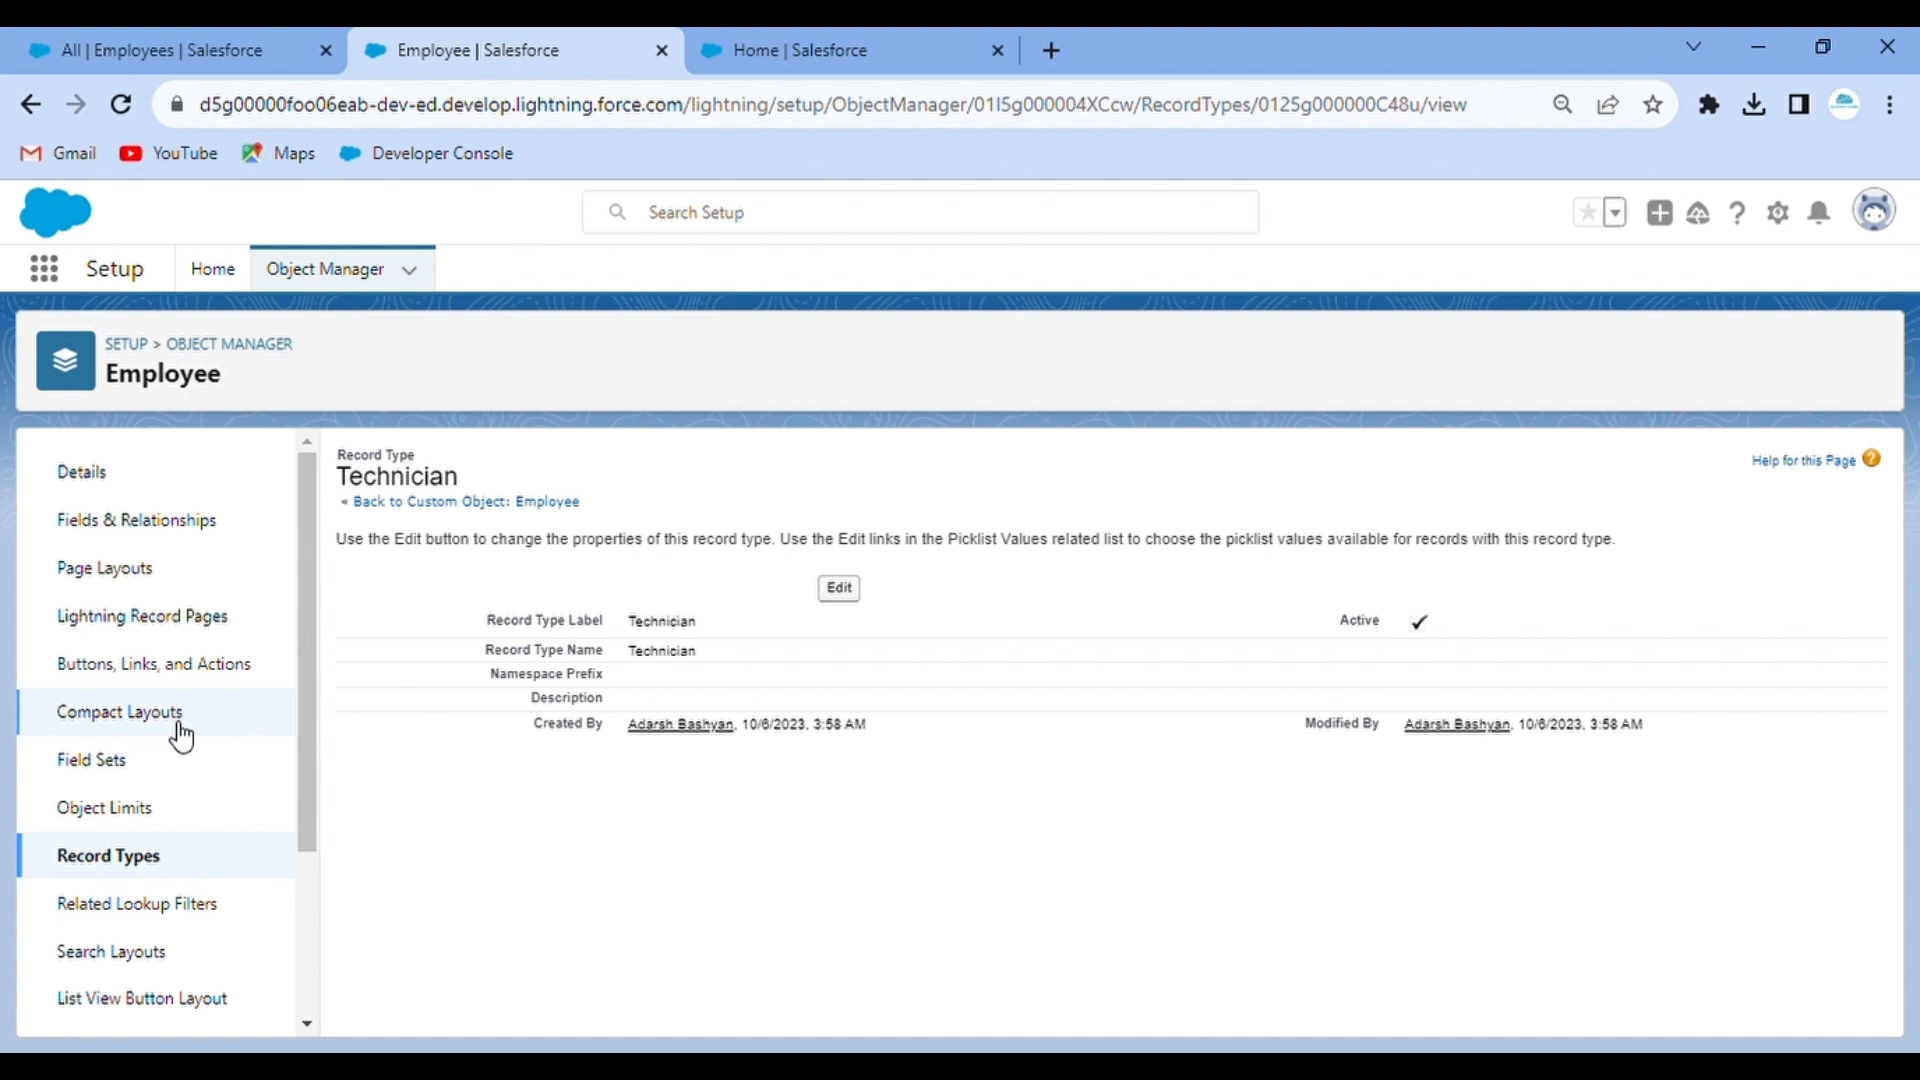 All | Employees | Salesforce
Employee | Salesforce
Home | Salesforce
d5g00000foo06eab-dev-ed.develop.lightning.force.com/lightning/setup/ObjectManager/01I5g000004XCcw/RecordTypes/0125g000000C48u/view
Gmail
YouTube
Maps
Developer Console
Search Setup
Setup
Home
Object Manager
SETUP > OBJECT MANAGER
Employee
Details
Fields & Relationships
Page Layouts
Lightning Record Pages
Buttons, Links, and Actions
Compact Layouts
Field Sets
Object Limits
Record Types
Related Lookup Filters
Search Layouts
List View Button Layout
Record Type
Technician
« Back to Custom Object: Employee
Help for this Page
Use the Edit button to change the properties of this record type. Use the Edit links in the Picklist Values related list to choose the picklist values available for records with this record type.
Edit
Record Type Label Technician Active
Record Type Name Technician
Namespace Prefix
Description
Created By Adarsh Bashyan, 10/6/2023, 3:58 AM Modified By Adarsh Bashyan, 10/6/2023, 3:58 AM